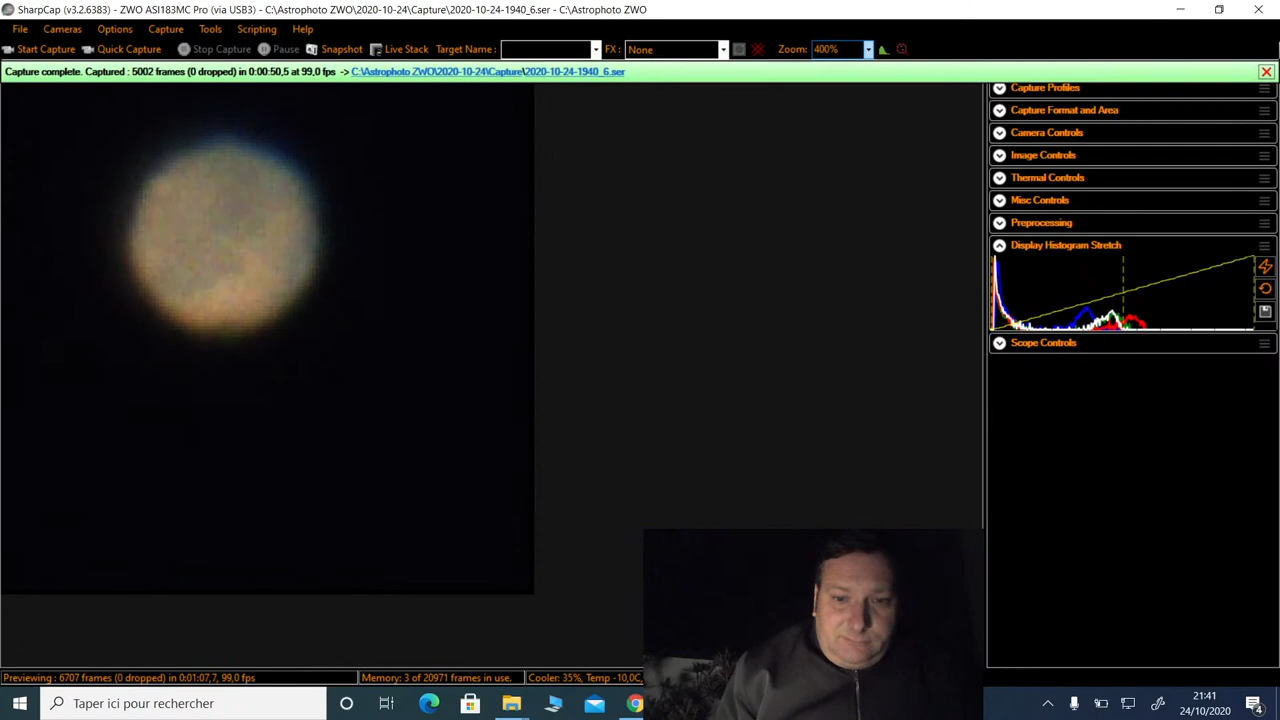 SharpCap (v3.2.6383) - ZWO ASI183MC Pro (via USB3) - C:\Astrophoto ZWO\2020-10-24\Capture\2020-10-24-1940_6.ser - C:\Astrophoto ZWO
File Cameras Options Capture Tools Scripting Help
Start Capture Quick Capture Stop Capture Pause Snapshot Live Stack Target Name : FX : None Zoom: 400%
Capture complete. Captured : 5002 frames (0 dropped) in 0:00:50,5 at 99,0 fps -> C:\Astrophoto ZWO\2020-10-24\Capture\2020-10-24-1940_6.ser
Capture Profiles
Capture Format and Area
Camera Controls
Image Controls
Thermal Controls
Misc Controls
Preprocessing
Display Histogram Stretch
Scope Controls
Previewing : 6707 frames (0 dropped) in 0:01:07,7, 99,0 fps Memory: 3 of 20971 frames in use. Cooler: 35%, Temp -10,0C,
Taper ici pour rechercher
21:41
24/10/2020
4